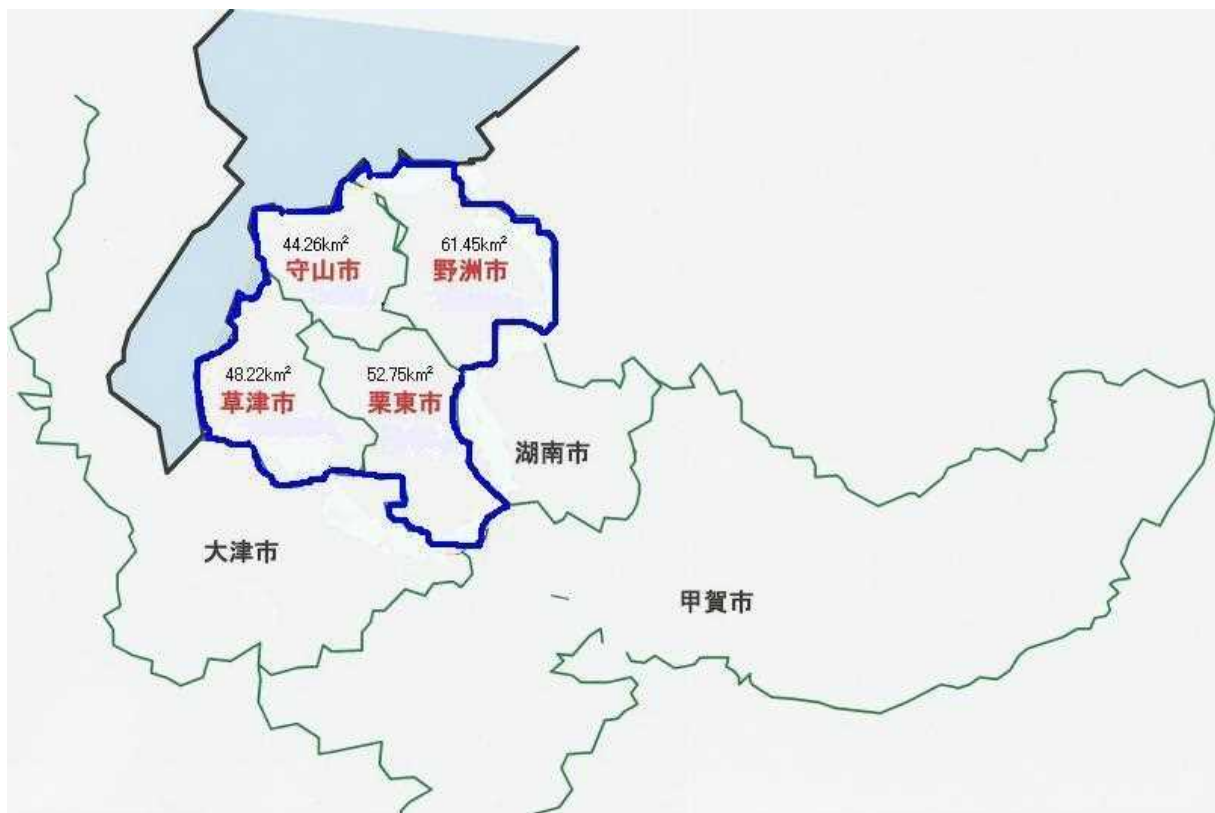 44.26km²
守山市
61.45km²
野洲市
48.22km²
草津市
52.75km²
栗東市
湖南市
大津市
甲賀市